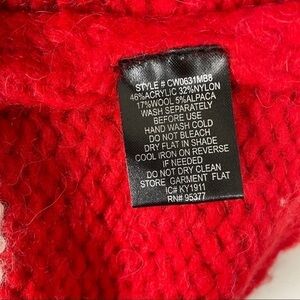 STYLE # CW0631MB8
46%ACRYLIC 32%NYLON
17%WOOL 5%ALPACA
WASH SEPARATELY
BEFORE USE
HAND WASH COLD
DO NOT BLEACH
DRY FLAT IN SHADE
COOL IRON ON REVERSE
IF NEEDED
DO NOT DRY CLEAN
STORE GARMENT FLAT
IC# KY1911
RN# 95377